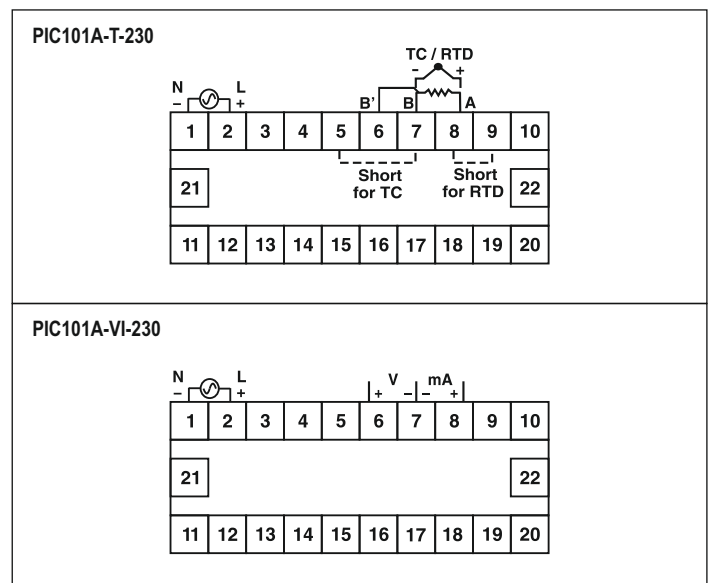 PIC101A-T-230
TC / RTD
- +
N L
– +
B' B A
1 2 3 4 5 6 7 8 9 10
Short for TC
Short for RTD
21 22
11 12 13 14 15 16 17 18 19 20
PIC101A-VI-230
N L
– +
V mA
+ – – +
1 2 3 4 5 6 7 8 9 10
21 22
11 12 13 14 15 16 17 18 19 20